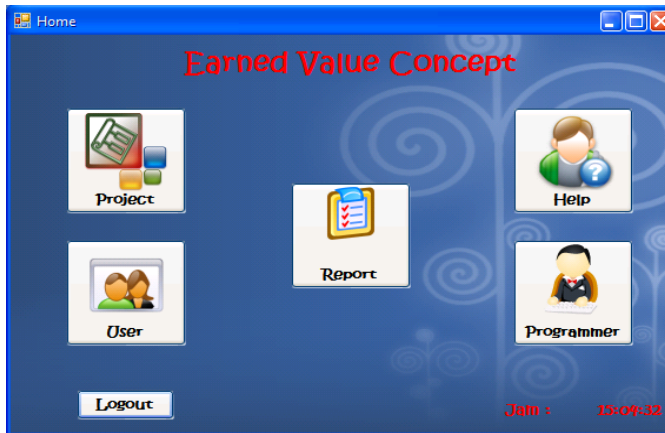 Home
Earned Value Concept
Project
Help
Report
User
Programmer
Logout
Jam : 15:09:32